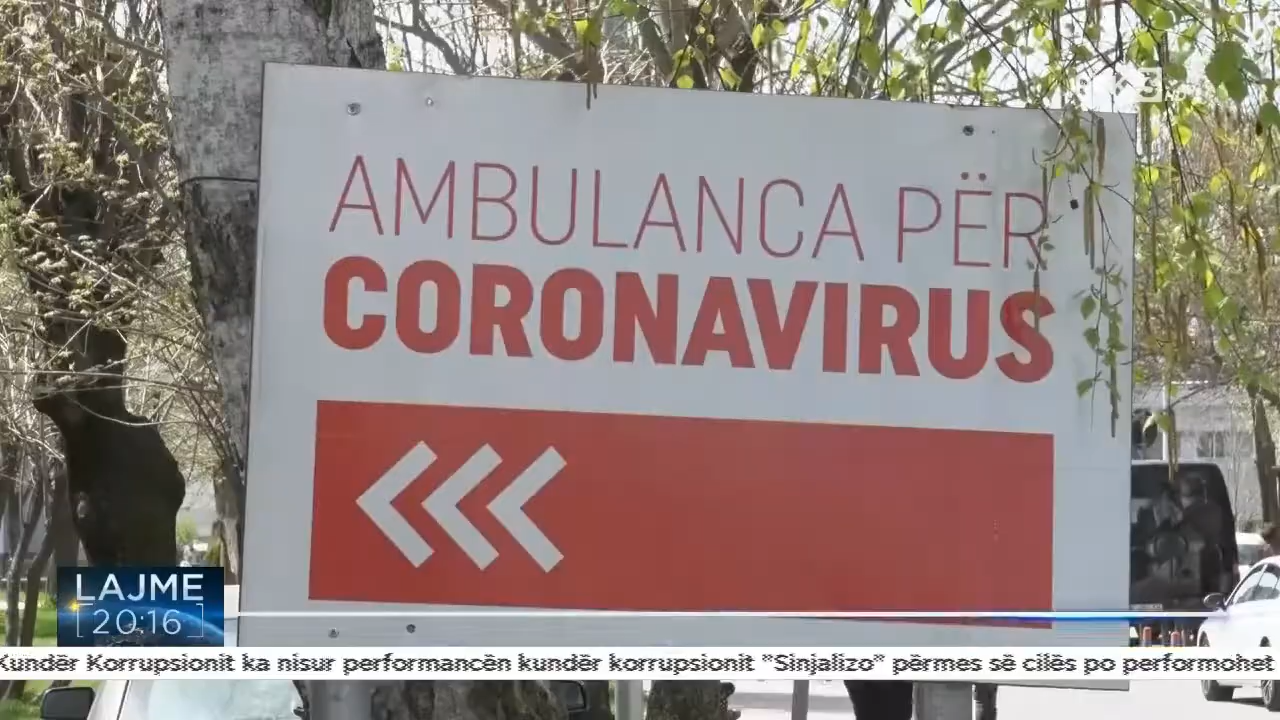 AMBULANCA PËR
CORONAVIRUS
LAJME
20:16
Kundër Korrupsionit ka nisur performancën kundër korrupsionit "Sinjalizo" përmes së cilës po performohet